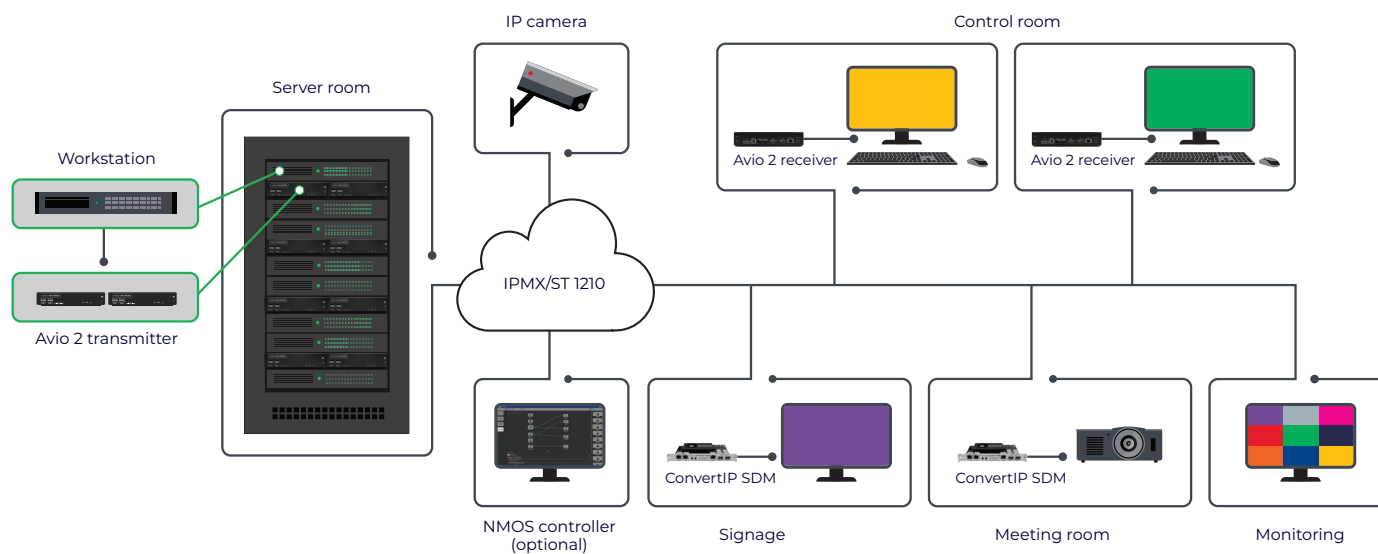 IP camera
Control room
Server room
Workstation
Avio 2 receiver
Avio 2 receiver
IPMX/ST 1210
Avio 2 transmitter
ConvertIP SDM
ConvertIP SDM
NMOS controller
(optional)
Signage
Meeting room
Monitoring